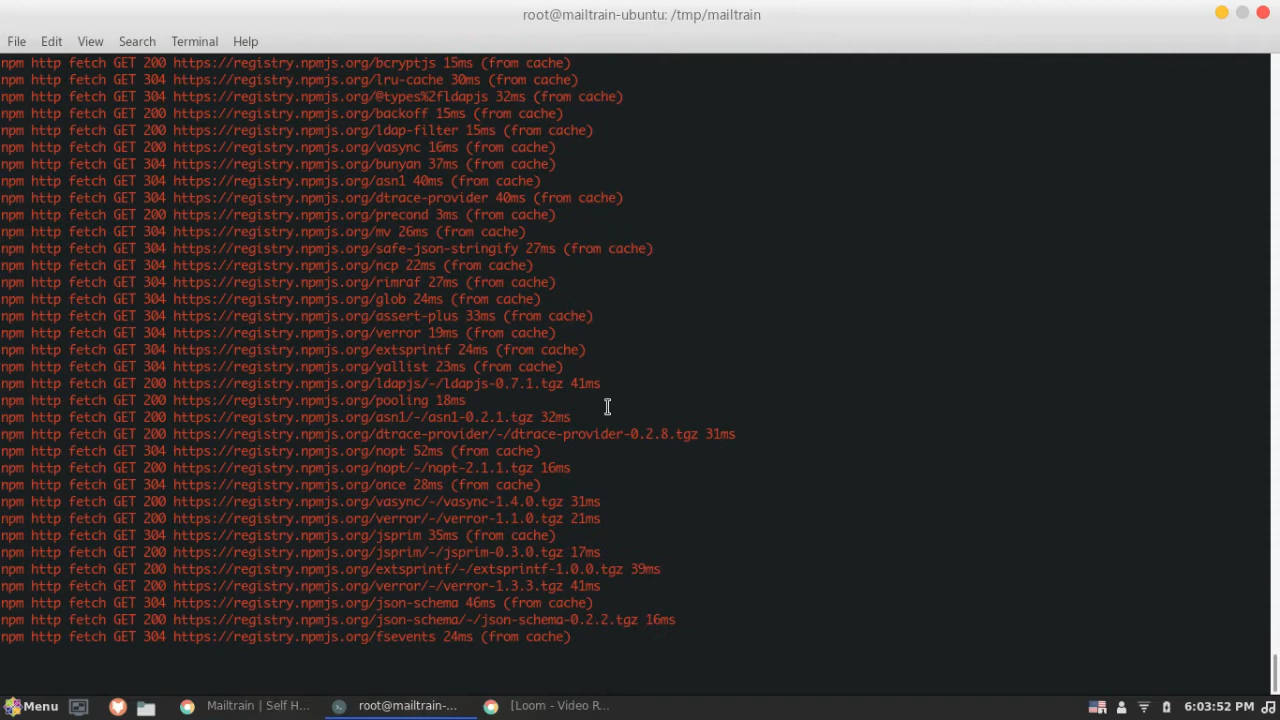 root@mailtrain-ubuntu: /tmp/mailtrain
File Edit View Search Terminal Help
npm http fetch GET 200 https://registry.npmjs.org/bcryptjs 15ms (from cache)
npm http fetch GET 304 https://registry.npmjs.org/lru-cache 30ms (from cache)
npm http fetch GET 304 https://registry.npmjs.org/@types%2fldapjs 32ms (from cache)
npm http fetch GET 200 https://registry.npmjs.org/backoff 15ms (from cache)
npm http fetch GET 200 https://registry.npmjs.org/ldap-filter 15ms (from cache)
npm http fetch GET 200 https://registry.npmjs.org/vasync 16ms (from cache)
npm http fetch GET 304 https://registry.npmjs.org/bunyan 37ms (from cache)
npm http fetch GET 304 https://registry.npmjs.org/asn1 40ms (from cache)
npm http fetch GET 304 https://registry.npmjs.org/dtrace-provider 40ms (from cache)
npm http fetch GET 200 https://registry.npmjs.org/precond 3ms (from cache)
npm http fetch GET 304 https://registry.npmjs.org/mv 26ms (from cache)
npm http fetch GET 304 https://registry.npmjs.org/safe-json-stringify 27ms (from cache)
npm http fetch GET 304 https://registry.npmjs.org/ncp 22ms (from cache)
npm http fetch GET 304 https://registry.npmjs.org/rimraf 27ms (from cache)
npm http fetch GET 304 https://registry.npmjs.org/glob 24ms (from cache)
npm http fetch GET 304 https://registry.npmjs.org/assert-plus 33ms (from cache)
npm http fetch GET 304 https://registry.npmjs.org/verror 19ms (from cache)
npm http fetch GET 304 https://registry.npmjs.org/extsprintf 24ms (from cache)
npm http fetch GET 304 https://registry.npmjs.org/yallist 23ms (from cache)
npm http fetch GET 200 https://registry.npmjs.org/ldapjs/-/ldapjs-0.7.1.tgz 41ms
npm http fetch GET 200 https://registry.npmjs.org/pooling 18ms
npm http fetch GET 200 https://registry.npmjs.org/asn1/-/asn1-0.2.1.tgz 32ms
npm http fetch GET 200 https://registry.npmjs.org/dtrace-provider/-/dtrace-provider-0.2.8.tgz 31ms
npm http fetch GET 304 https://registry.npmjs.org/nopt 52ms (from cache)
npm http fetch GET 200 https://registry.npmjs.org/nopt/-/nopt-2.1.1.tgz 16ms
npm http fetch GET 304 https://registry.npmjs.org/once 28ms (from cache)
npm http fetch GET 200 https://registry.npmjs.org/vasync/-/vasync-1.4.0.tgz 31ms
npm http fetch GET 200 https://registry.npmjs.org/verror/-/verror-1.1.0.tgz 21ms
npm http fetch GET 304 https://registry.npmjs.org/jsprim 35ms (from cache)
npm http fetch GET 200 https://registry.npmjs.org/jsprim/-/jsprim-0.3.0.tgz 17ms
npm http fetch GET 200 https://registry.npmjs.org/extsprintf/-/extsprintf-1.0.0.tgz 39ms
npm http fetch GET 200 https://registry.npmjs.org/verror/-/verror-1.3.3.tgz 41ms
npm http fetch GET 304 https://registry.npmjs.org/json-schema 46ms (from cache)
npm http fetch GET 200 https://registry.npmjs.org/json-schema/-/json-schema-0.2.2.tgz 16ms
npm http fetch GET 304 https://registry.npmjs.org/fsevents 24ms (from cache)
Menu Mailtrain | Self H... root@mailtrain-... [Loom - Video R... 6:03:52 PM